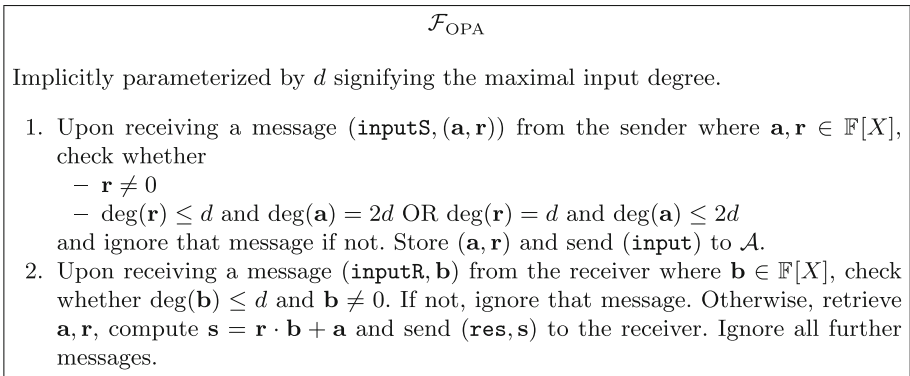 𝓕_OPA
Implicitly parameterized by d signifying the maximal input degree.
1. Upon receiving a message (inputS, (a, r)) from the sender where a, r ∈ 𝔽[X],
check whether
– r ≠ 0
– deg(r) ≤ d and deg(a) = 2d OR deg(r) = d and deg(a) ≤ 2d
and ignore that message if not. Store (a, r) and send (input) to 𝒜.
2. Upon receiving a message (inputR, b) from the receiver where b ∈ 𝔽[X], check
whether deg(b) ≤ d and b ≠ 0. If not, ignore that message. Otherwise, retrieve
a, r, compute s = r · b + a and send (res, s) to the receiver. Ignore all further
messages.